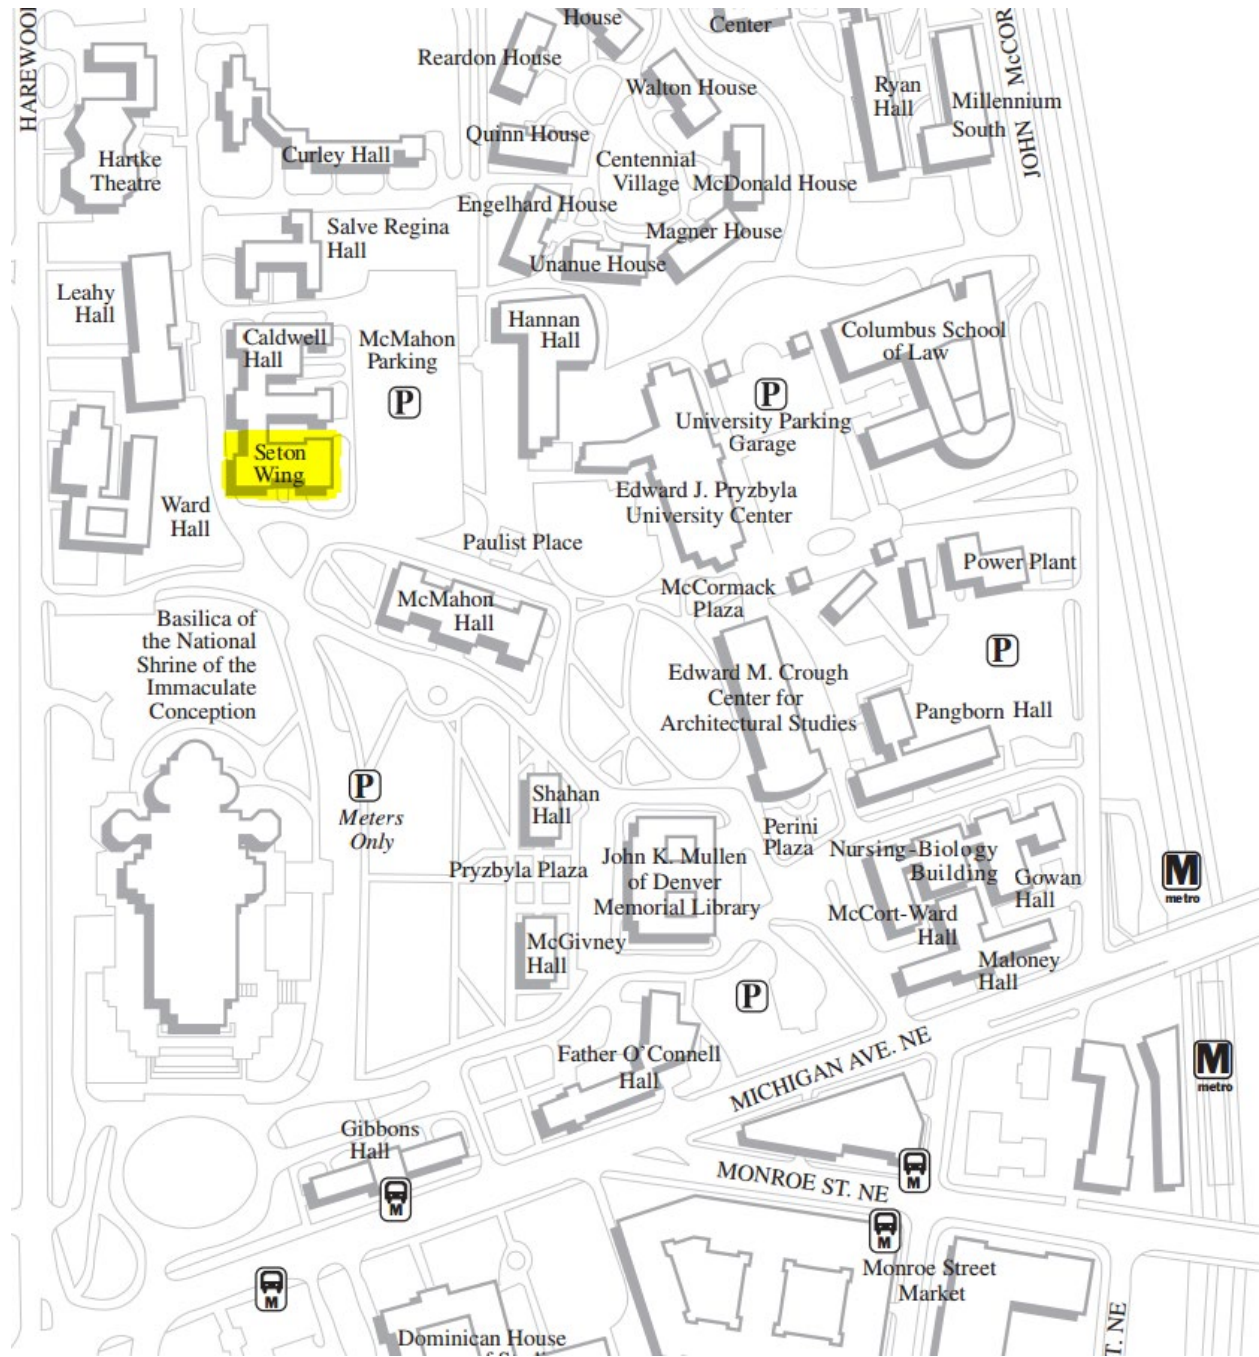 HAREWOOD
House
Center
Reardon House
Walton House
Ryan
Hall
Millennium
South
JOHN McCOR
Hartke
Theatre
Curley Hall
Quinn House
Centennial
Village
McDonald House
Engelhard House
Salve Regina
Hall
Magner House
Unanue House
Leahy
Hall
Caldwell
Hall
McMahon
Parking
P
Hannan
Hall
Columbus School
of Law
P
University Parking
Garage
Seton
Wing
Ward
Hall
Edward J. Pryzbyla
University Center
Paulist Place
Power Plant
McCormack
Plaza
McMahon
Hall
Basilica of
the National
Shrine of the
Immaculate
Conception
P
Edward M. Crough
Center for
Architectural Studies
Pangborn Hall
P
Meters
Only
Shahan
Hall
Perini
Plaza
Pryzbyla Plaza
John K. Mullen
of Denver
Memorial Library
Nursing-Biology
Building
Gowan
Hall
M
metro
McCort-Ward
Hall
McGivney
Hall
Maloney
Hall
P
Father O'Connell
Hall
MICHIGAN AVE. NE
M
metro
Gibbons
Hall
M
MONROE ST. NE
M
M
Monroe Street
Market
M
Dominican House
T. NE